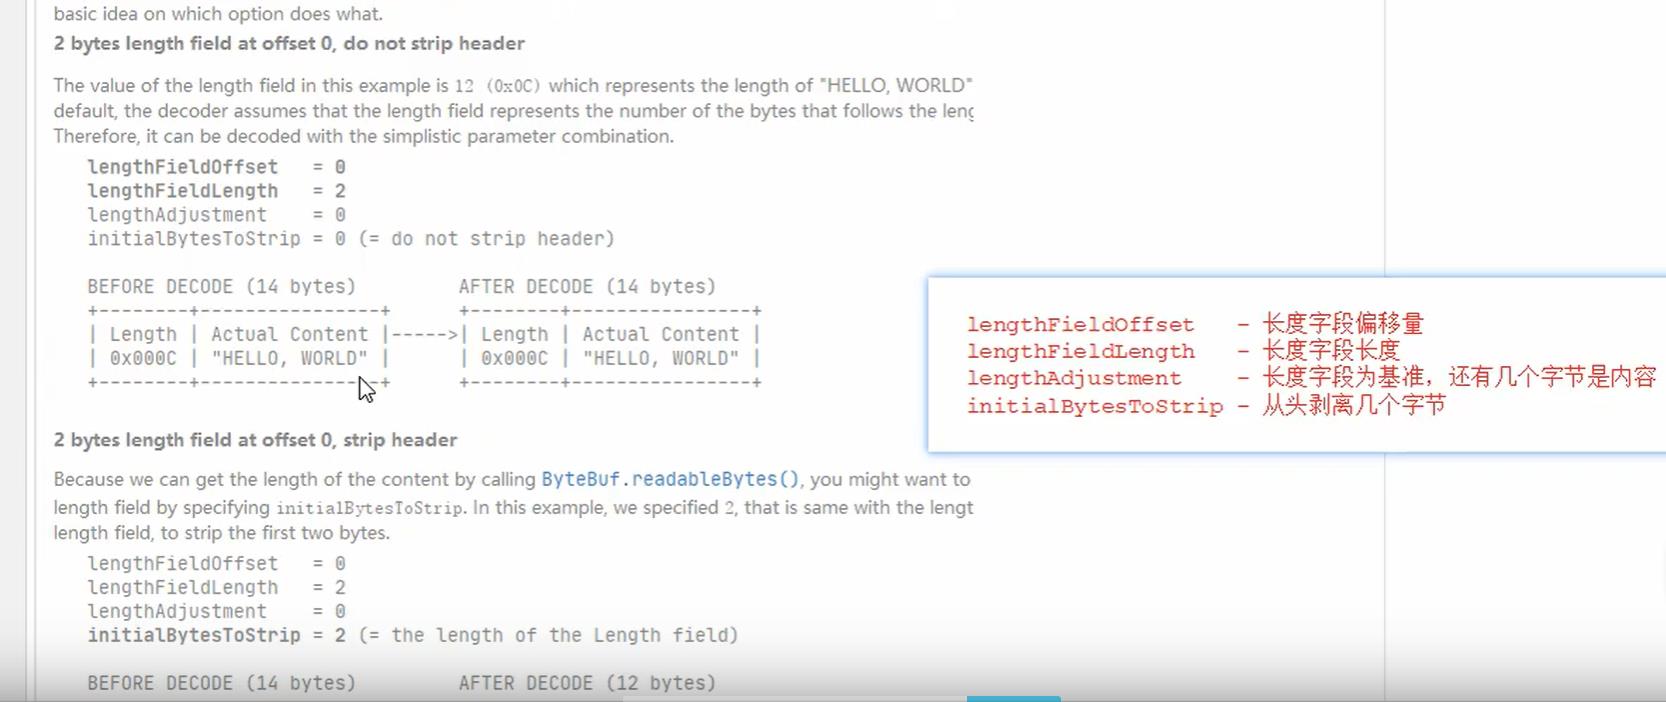 basic idea on which option does what.
2 bytes length field at offset 0, do not strip header
The value of the length field in this example is 12 (0x0C) which represents the length of "HELLO, WORLD"
default, the decoder assumes that the length field represents the number of the bytes that follows the leng
Therefore, it can be decoded with the simplistic parameter combination.
lengthFieldOffset = 0
lengthFieldLength = 2
lengthAdjustment = 0
initialBytesToStrip = 0 (= do not strip header)
BEFORE DECODE (14 bytes) AFTER DECODE (14 bytes)
+--------+----------------+ +--------+----------------+
| Length | Actual Content |----->| Length | Actual Content |
| 0x000C | "HELLO, WORLD" | | 0x000C | "HELLO, WORLD" |
+--------+----------------+ +--------+----------------+
lengthFieldOffset - 长度字段偏移量
lengthFieldLength - 长度字段长度
lengthAdjustment - 长度字段为基准，还有几个字节是内容
initialBytesToStrip - 从头剥离几个字节
2 bytes length field at offset 0, strip header
Because we can get the length of the content by calling ByteBuf.readableBytes(), you might want to
length field by specifying initialBytesToStrip. In this example, we specified 2, that is same with the lengt
length field, to strip the first two bytes.
lengthFieldOffset = 0
lengthFieldLength = 2
lengthAdjustment = 0
initialBytesToStrip = 2 (= the length of the Length field)
BEFORE DECODE (14 bytes) AFTER DECODE (12 bytes)